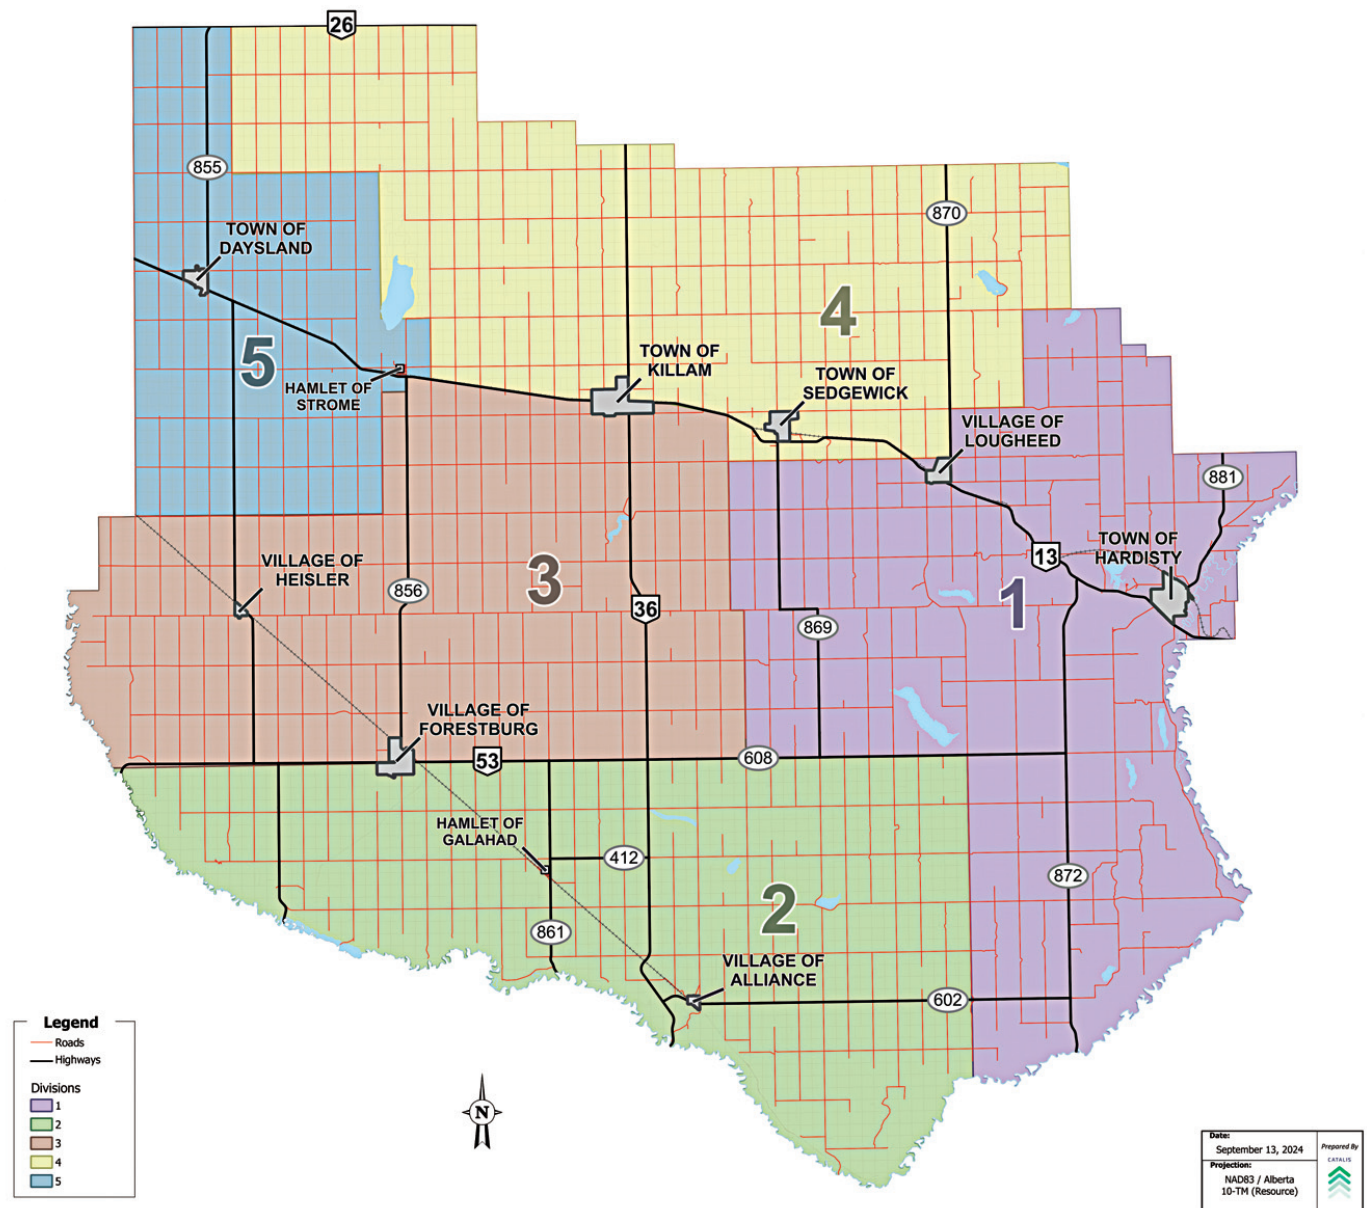 26
855
TOWN OF
DAYSLAND
870
4
5
TOWN OF
KILLAM
HAMLET OF
STROME
TOWN OF
SEDGEWICK
VILLAGE OF
LOUGHEED
881
13
TOWN OF
HARDISTY
VILLAGE OF
HEISLER
856
3
36
1
869
VILLAGE OF
FORESTBURG
53
608
HAMLET OF
GALAHAD
412
872
2
861
VILLAGE OF
ALLIANCE
602
Legend
Roads
Highways
Divisions
1
2
3
4
5
N
Date:
September 13, 2024
Projection:
NAD83 / Alberta
10-TM (Resource)
Prepared By
CATALIS